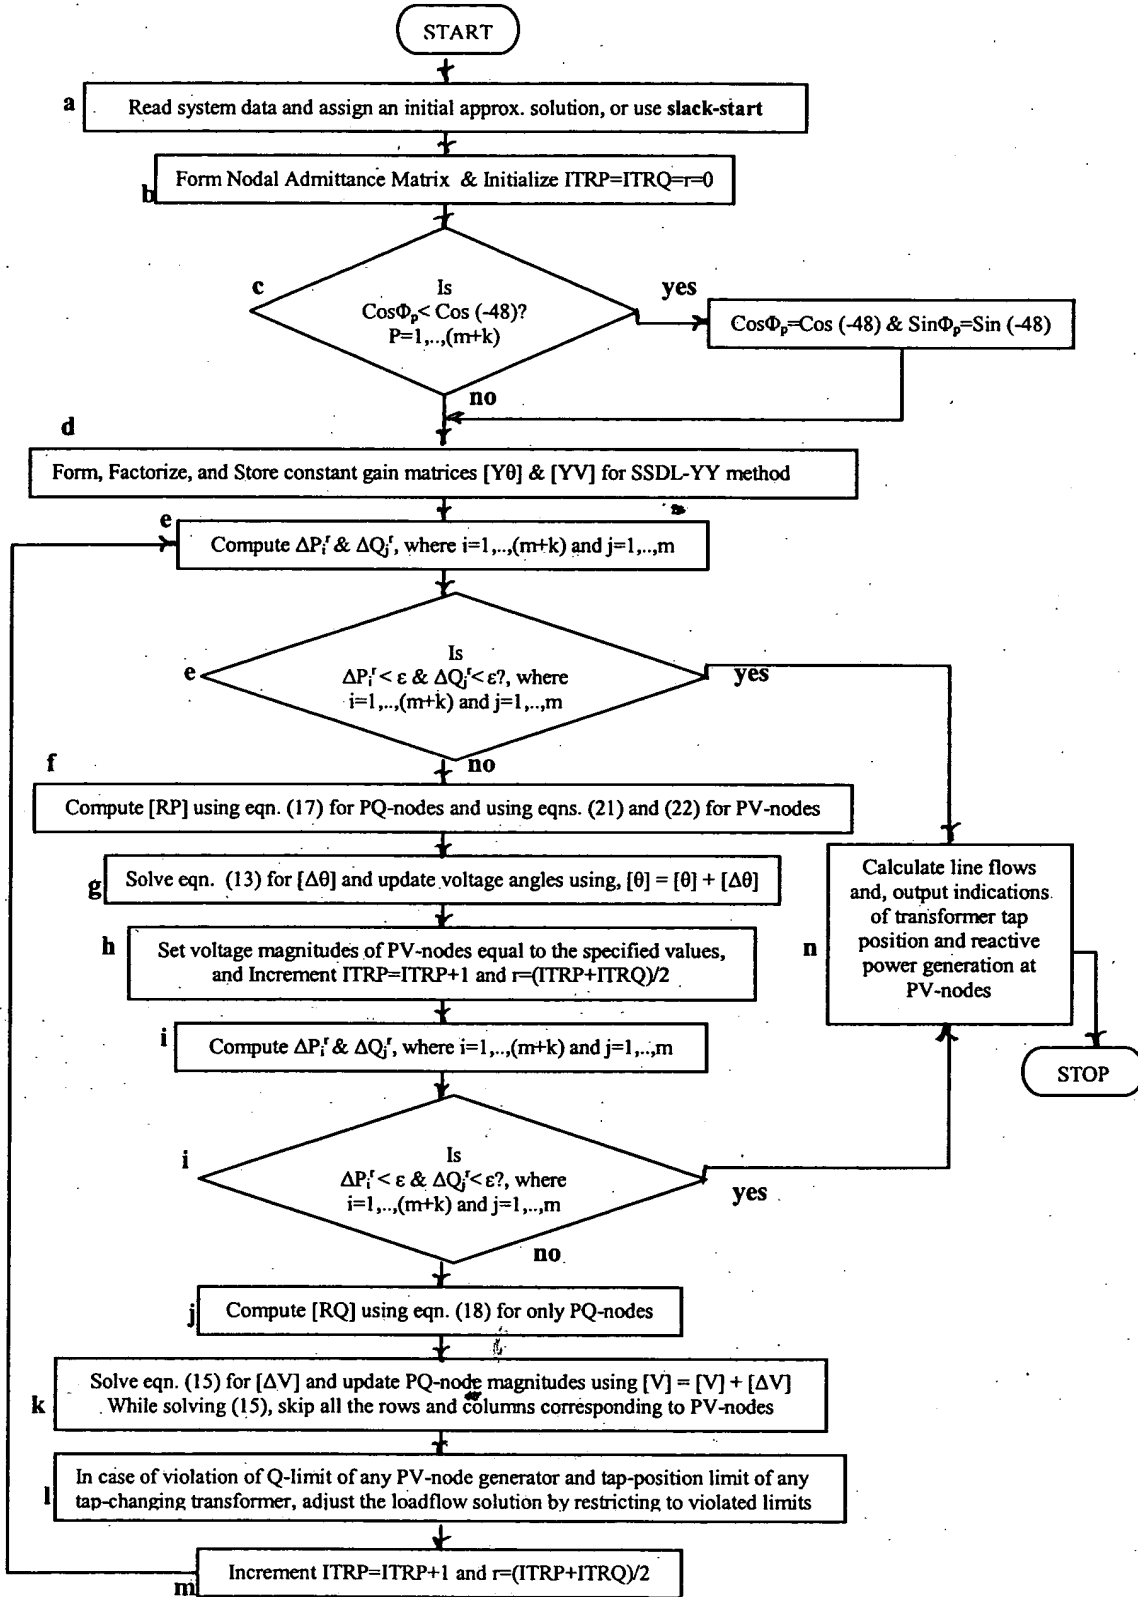 START
a
Read system data and assign an initial approx. solution, or use slack-start
b
Form Nodal Admittance Matrix & Initialize ITRP=ITRQ=r=0
c
Is
CosΦp< Cos (-48)?
P=1,..,(m+k)
yes
CosΦp=Cos (-48) & SinΦp=Sin (-48)
no
d
Form, Factorize, and Store constant gain matrices [Yθ] & [YV] for SSDL-YY method
e
Compute ΔPiʳ & ΔQjʳ, where i=1,..,(m+k) and j=1,..,m
e
Is
ΔPiʳ< ε & ΔQjʳ< ε?, where
i=1,..,(m+k) and j=1,..,m
yes
no
f
Compute [RP] using eqn. (17) for PQ-nodes and using eqns. (21) and (22) for PV-nodes
g
Solve eqn. (13) for [Δθ] and update voltage angles using, [θ] = [θ] + [Δθ]
h
Set voltage magnitudes of PV-nodes equal to the specified values,
and Increment ITRP=ITRP+1 and r=(ITRP+ITRQ)/2
n
Calculate line flows
and, output indications
of transformer tap
position and reactive
power generation at
PV-nodes
STOP
i
Compute ΔPiʳ & ΔQjʳ, where i=1,..,(m+k) and j=1,..,m
i
Is
ΔPiʳ< ε & ΔQjʳ< ε?, where
i=1,..,(m+k) and j=1,..,m
yes
no
j
Compute [RQ] using eqn. (18) for only PQ-nodes
k
Solve eqn. (15) for [ΔV] and update PQ-node magnitudes using [V] = [V] + [ΔV]
While solving (15), skip all the rows and columns corresponding to PV-nodes
l
In case of violation of Q-limit of any PV-node generator and tap-position limit of any
tap-changing transformer, adjust the loadflow solution by restricting to violated limits
m
Increment ITRP=ITRP+1 and r=(ITRP+ITRQ)/2